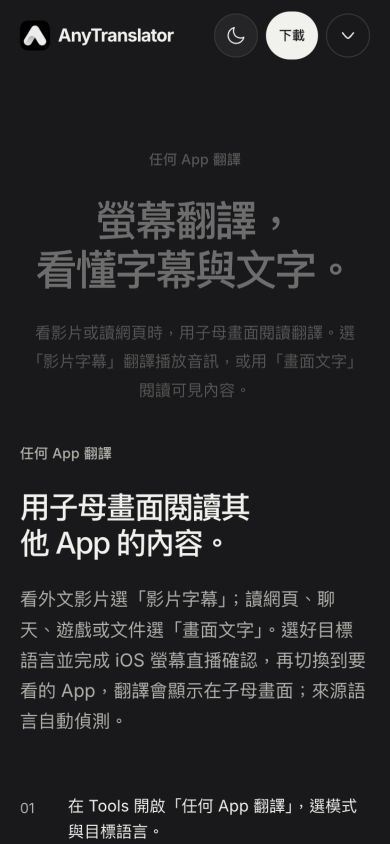 AnyTranslator
下載
任何 App 翻譯
螢幕翻譯，
看懂字幕與文字。
看影片或讀網頁時，用子母畫面閱讀翻譯。選
「影片字幕」翻譯播放音訊，或用「畫面文字」
閱讀可見內容。
任何 App 翻譯
用子母畫面閱讀其
他 App 的內容。
看外文影片選「影片字幕」；讀網頁、聊
天、遊戲或文件選「畫面文字」。選好目標
語言並完成 iOS 螢幕直播確認，再切換到要
看的 App，翻譯會顯示在子母畫面；來源語
言自動偵測。
01 在 Tools 開啟「任何 App 翻譯」，選模式
與目標語言。